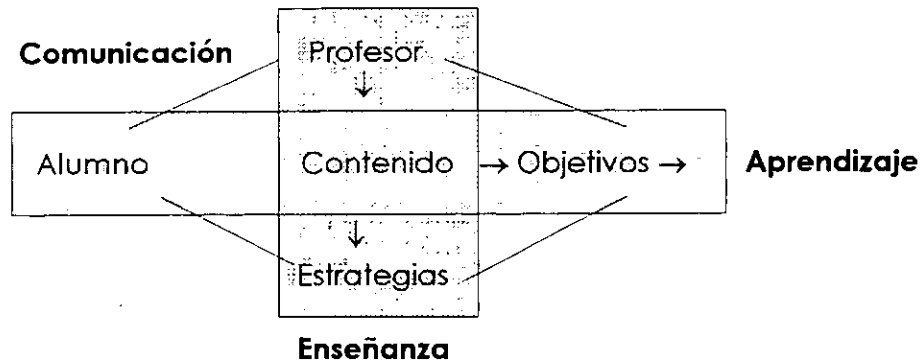 Comunicación Profesor
↓
Alumno Contenido → Objetivos → Aprendizaje
↓
Estrategias
Enseñanza